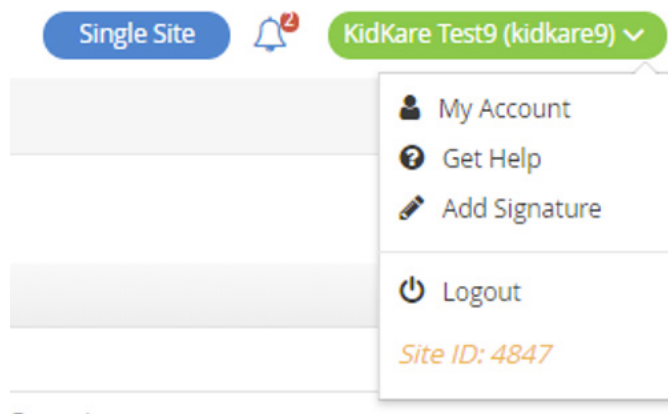 Single Site
2
KidKare Test9 (kidkare9)
My Account
Get Help
Add Signature
Logout
Site ID: 4847